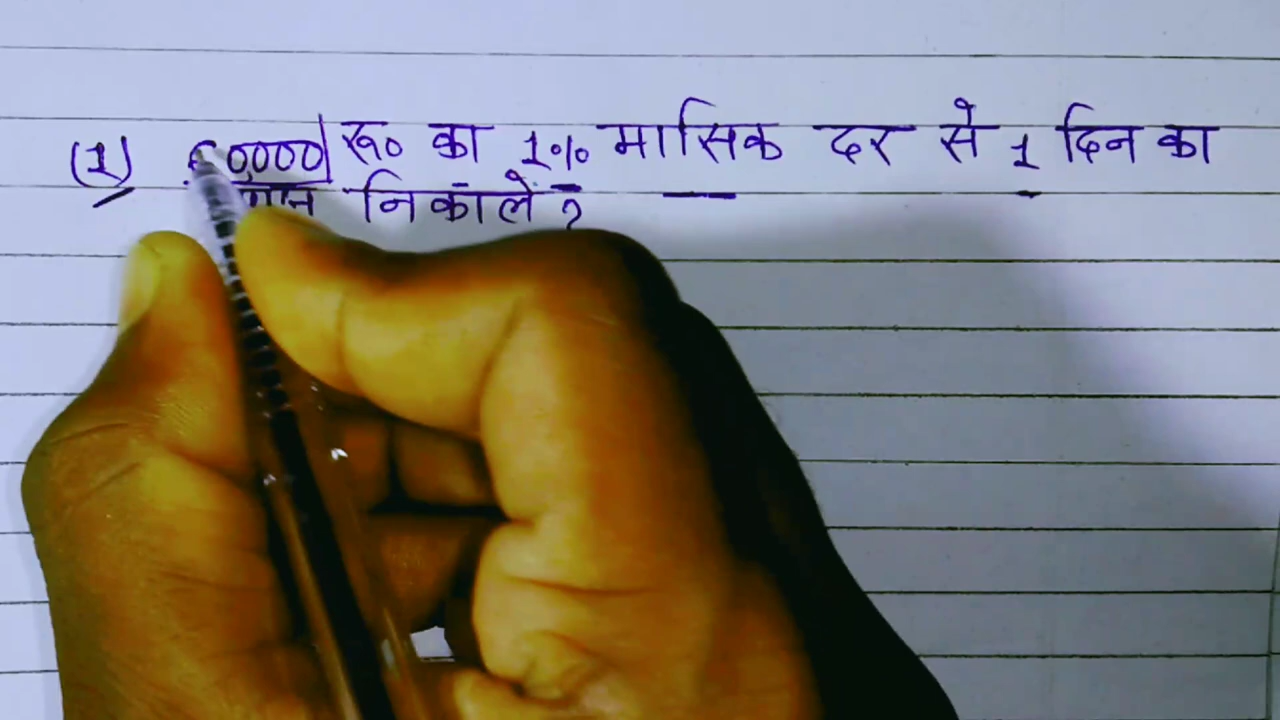 (1) रू० का 1% मासिक दर से 1 दिन का
निकालें ?